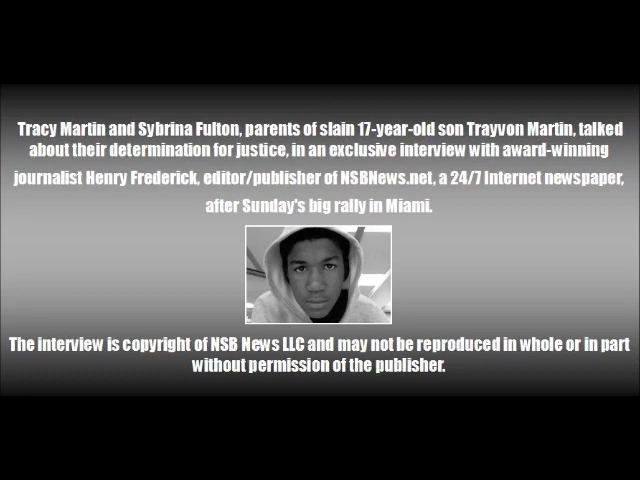 Tracy Martin and Sybrina Fulton, parents of slain 17-year-old son Trayvon Martin, talked
about their determination for justice, in an exclusive interview with award-winning
journalist Henry Frederick, editor/publisher of NSBNews.net, a 24/7 Internet newspaper,
after Sunday's big rally in Miami.
The interview is copyright of NSB News LLC and may not be reproduced in whole or in part
without permission of the publisher.